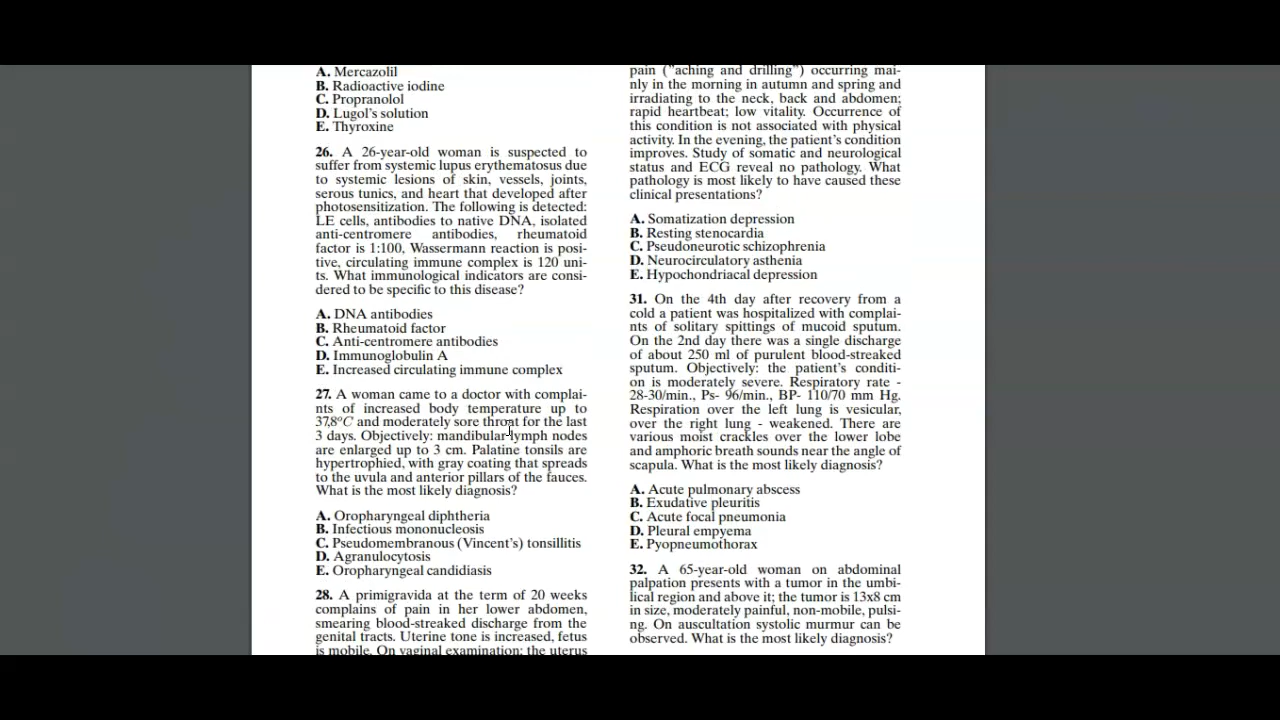 A. Mercazolil
B. Radioactive iodine
C. Propranolol
D. Lugol's solution
E. Thyroxine
26. A 26-year-old woman is suspected to
suffer from systemic lupus erythematosus due
to systemic lesions of skin, vessels, joints,
serous tunics, and heart that developed after
photosensitization. The following is detected:
LE cells, antibodies to native DNA, isolated
anti-centromere antibodies, rheumatoid
factor is 1:100, Wassermann reaction is posi-
tive, circulating immune complex is 120 uni-
ts. What immunological indicators are consi-
dered to be specific to this disease?
A. DNA antibodies
B. Rheumatoid factor
C. Anti-centromere antibodies
D. Immunoglobulin A
E. Increased circulating immune complex
27. A woman came to a doctor with complai-
nts of increased body temperature up to
37,8°C and moderately sore throat for the last
3 days. Objectively: mandibular lymph nodes
are enlarged up to 3 cm. Palatine tonsils are
hypertrophied, with gray coating that spreads
to the uvula and anterior pillars of the fauces.
What is the most likely diagnosis?
A. Oropharyngeal diphtheria
B. Infectious mononucleosis
C. Pseudomembranous (Vincent's) tonsillitis
D. Agranulocytosis
E. Oropharyngeal candidiasis
28. A primigravida at the term of 20 weeks
complains of pain in her lower abdomen,
smearing blood-streaked discharge from the
genital tracts. Uterine tone is increased, fetus
is mobile. On vaginal examination: the uterus
pain ("aching and drilling") occurring mai-
nly in the morning in autumn and spring and
irradiating to the neck, back and abdomen;
rapid heartbeat; low vitality. Occurrence of
this condition is not associated with physical
activity. In the evening, the patient's condition
improves. Study of somatic and neurological
status and ECG reveal no pathology. What
pathology is most likely to have caused these
clinical presentations?
A. Somatization depression
B. Resting stenocardia
C. Pseudoneurotic schizophrenia
D. Neurocirculatory asthenia
E. Hypochondriacal depression
31. On the 4th day after recovery from a
cold a patient was hospitalized with complai-
nts of solitary spittings of mucoid sputum.
On the 2nd day there was a single discharge
of about 250 ml of purulent blood-streaked
sputum. Objectively: the patient's conditi-
on is moderately severe. Respiratory rate -
28-30/min., Ps- 96/min., BP- 110/70 mm Hg.
Respiration over the left lung is vesicular,
over the right lung - weakened. There are
various moist crackles over the lower lobe
and amphoric breath sounds near the angle of
scapula. What is the most likely diagnosis?
A. Acute pulmonary abscess
B. Exudative pleuritis
C. Acute focal pneumonia
D. Pleural empyema
E. Pyopneumothorax
32. A 65-year-old woman on abdominal
palpation presents with a tumor in the umbi-
lical region and above it; the tumor is 13x8 cm
in size, moderately painful, non-mobile, pulsi-
ng. On auscultation systolic murmur can be
observed. What is the most likely diagnosis?